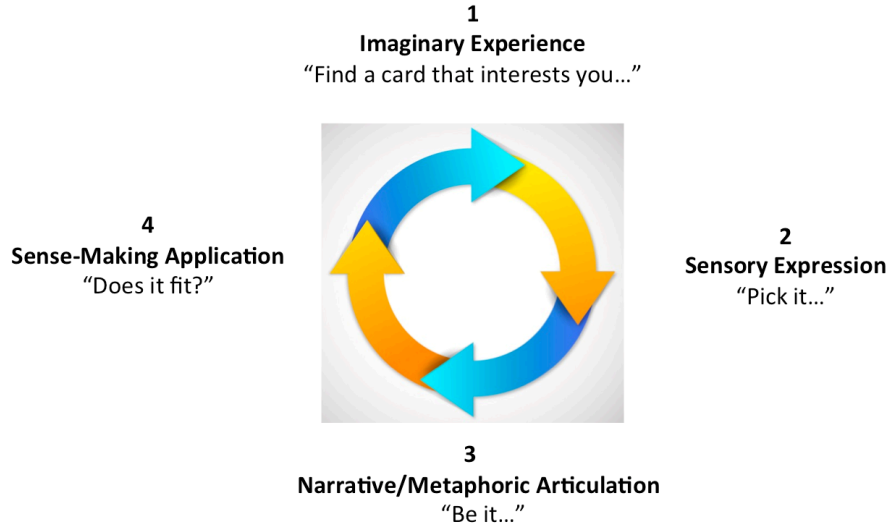 1
Imaginary Experience
“Find a card that interests you…”
2
Sensory Expression
“Pick it…”
3
Narrative/Metaphoric Articulation
“Be it…”
4
Sense-Making Application
“Does it fit?”